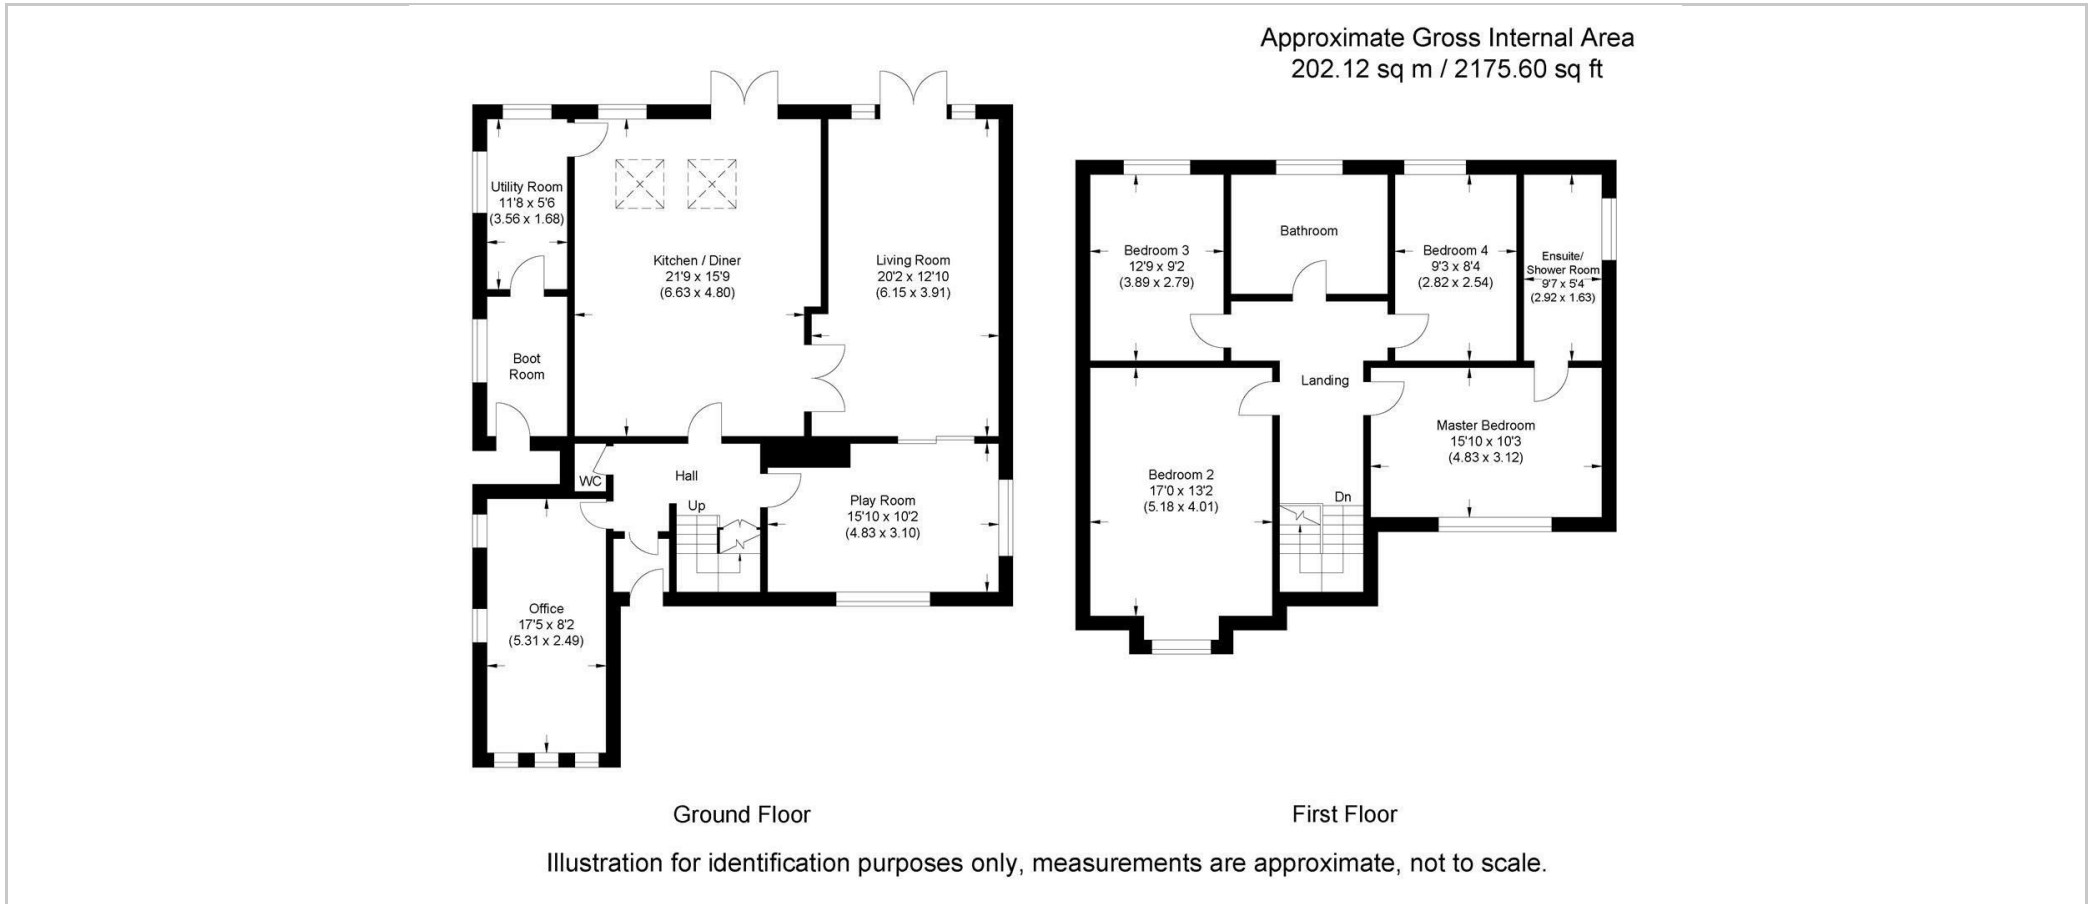 Approximate Gross Internal Area
202.12 sq m / 2175.60 sq ft
Utility Room
11'8 x 5'6
(3.56 x 1.68)
Kitchen / Diner
21'9 x 15'9
(6.63 x 4.80)
Living Room
20'2 x 12'10
(6.15 x 3.91)
Boot
Room
WC
Hall
Up
Play Room
15'10 x 10'2
(4.83 x 3.10)
Office
17'5 x 8'2
(5.31 x 2.49)
Ground Floor
Bedroom 3
12'9 x 9'2
(3.89 x 2.79)
Bathroom
Bedroom 4
9'3 x 8'4
(2.82 x 2.54)
Ensuite/
Shower Room
9'7 x 5'4
(2.92 x 1.63)
Landing
Master Bedroom
15'10 x 10'3
(4.83 x 3.12)
Bedroom 2
17'0 x 13'2
(5.18 x 4.01)
Dn
First Floor
Illustration for identification purposes only, measurements are approximate, not to scale.